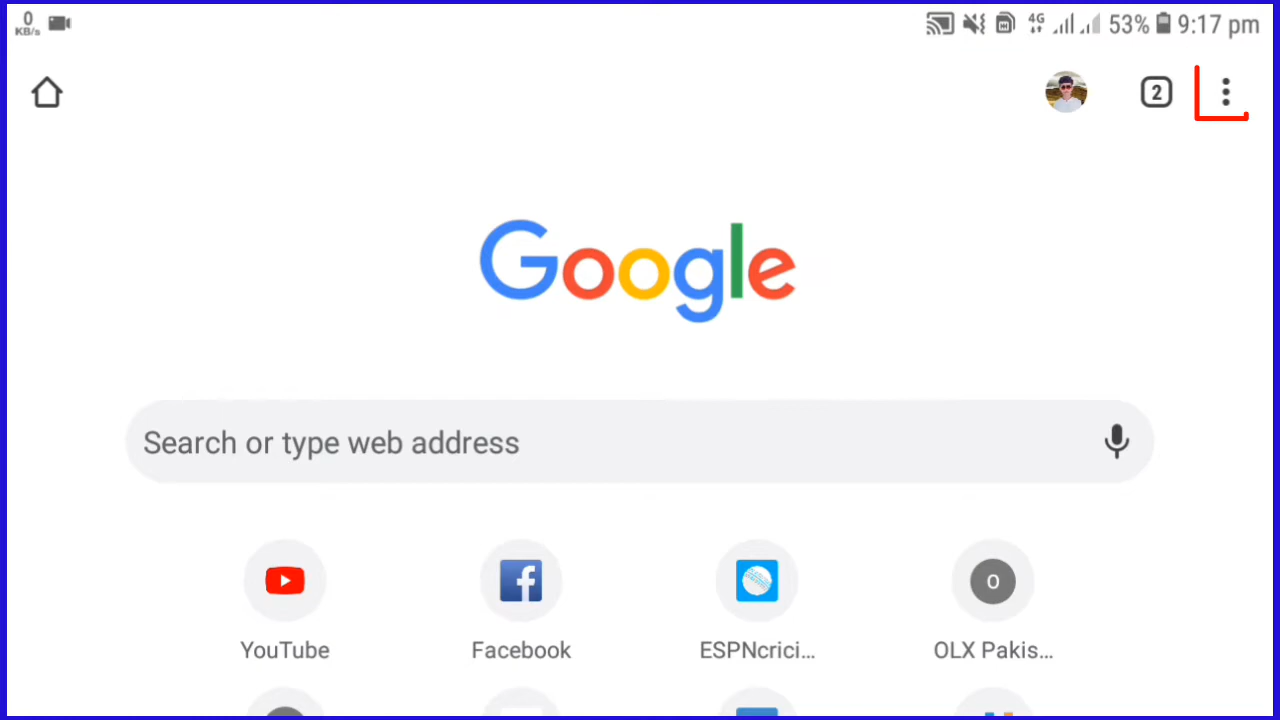 0
KB/s
4G 53% 9:17 pm
2
Google
Search or type web address
YouTube Facebook ESPNcrici... OLX Pakis...
O